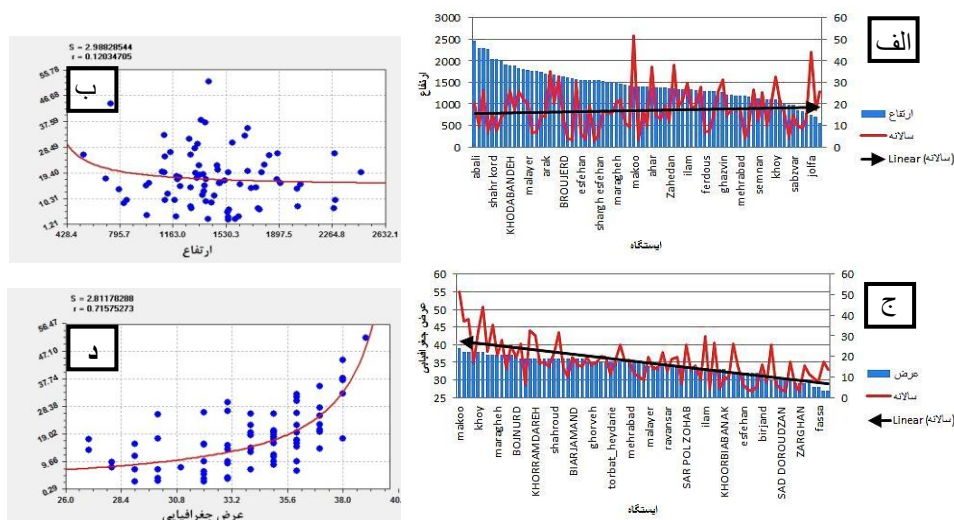 S = 2.98828544
r = 0.12034705
ب
55.76
46.68
37.59
28.49
19.40
10.31
1.21
428.4 795.7 1163.0 1530.3 1897.5 2264.8 2632.1
ارتفاع
الف
3000
2500
2000
1500
1000
500
0
ارتفاع
60
50
40
30
20
10
0
abali
shahr kord
KHODABANDEH
malayer
arak
BROUJERD
esfehan
shargh esfehan
maragheh
makoo
ahar
Zahedan
ilam
ferdous
ghazvin
mehrabad
semnan
khoy
sabzvar
jolfa
ایستگاه
ارتفاع
سالانه
Linear (سالانه)
S = 2.81178288
r = 0.71575273
د
56.47
47.10
37.74
28.38
19.02
9.66
0.29
26.0 28.4 30.8 33.2 35.6 38.0 40.
عرض جغرافیایی
ج
60
55
50
45
40
35
30
25
عرض جغرافیایی
60
50
40
30
20
10
0
makoo
khoy
maragheh
BOJNURD
KHORRAMDAREH
shahroud
BIARJAMAND
ghorveh
torbat_heydarie
mehrabad
malayer
ravansar
SAR POL ZOHAB
ilam
KHORBIABANAK
esfehan
birjand
SAD DOROUDZAN
ZARGHAN
fassa
ایستگاه
عرض
سالانه
Linear (سالانه)